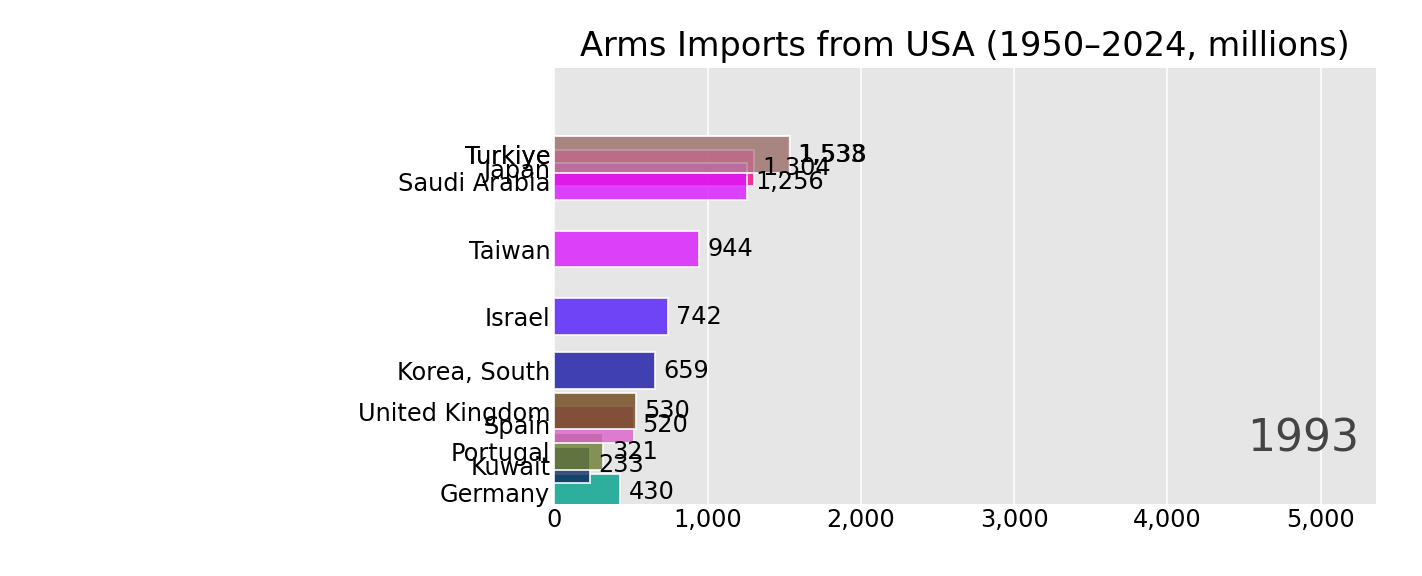 Arms Imports from USA (1950–2024, millions)
Turkiye
Japan 1,304
Saudi Arabia 1,256
Taiwan 944
Israel 742
Korea, South 659
United Kingdom 530
Spain 520
Portugal 321
Kuwait 233
Germany 430
1993
0 1,000 2,000 3,000 4,000 5,000